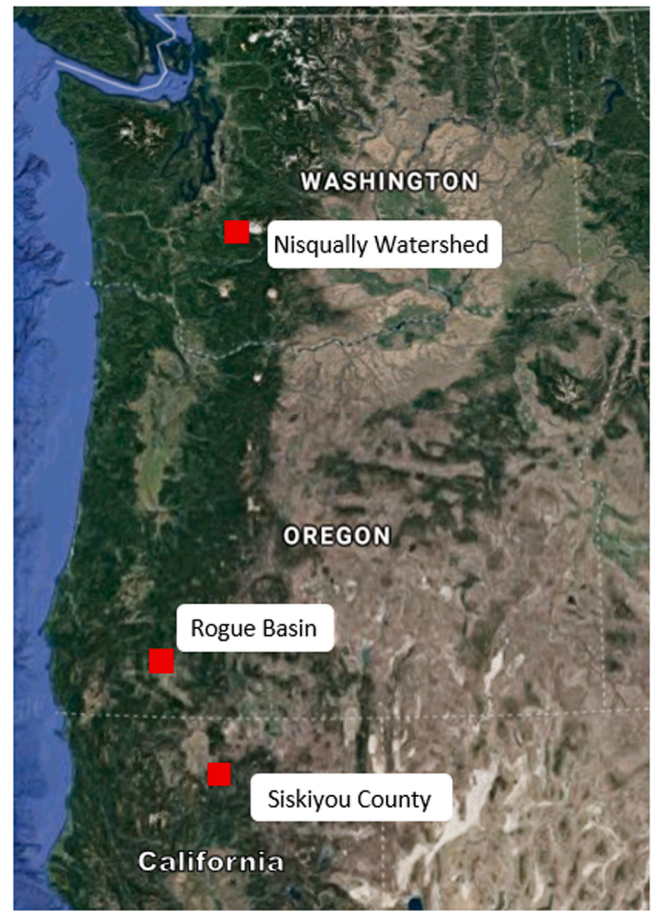 WASHINGTON
Nisqually Watershed
OREGON
Rogue Basin
Siskiyou County
California